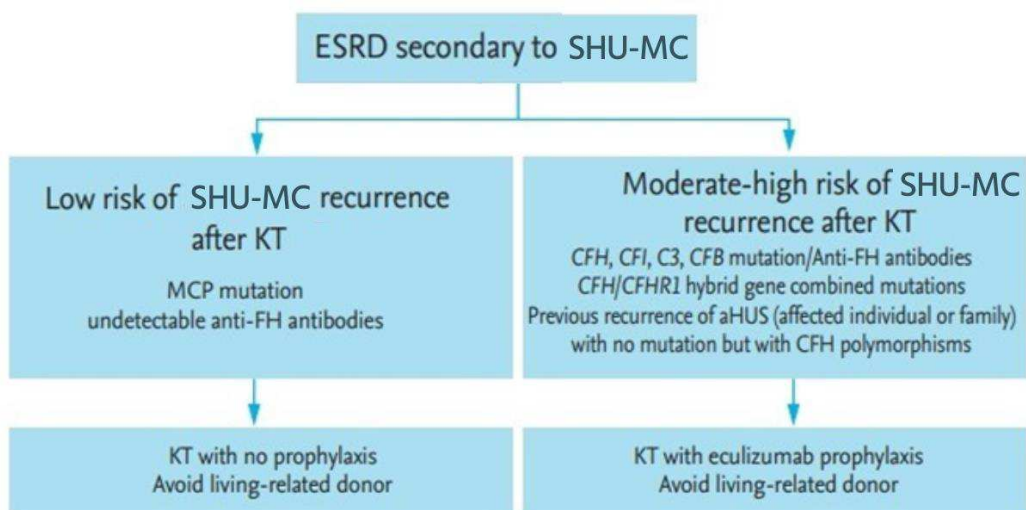 ESRD secondary to SHU-MC
Low risk of SHU-MC recurrence
after KT
MCP mutation
undetectable anti-FH antibodies
Moderate-high risk of SHU-MC
recurrence after KT
CFH, CFI, C3, CFB mutation/Anti-FH antibodies
CFH/CFHR1 hybrid gene combined mutations
Previous recurrence of aHUS (affected individual or family)
with no mutation but with CFH polymorphisms
KT with no prophylaxis
Avoid living-related donor
KT with eculizumab prophylaxis
Avoid living-related donor